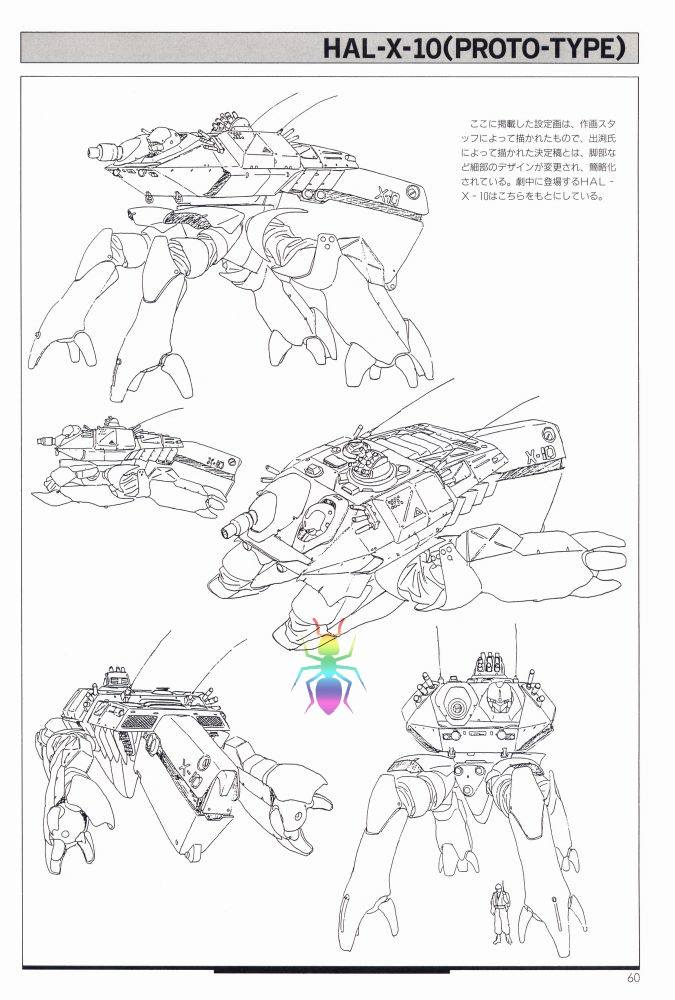 HAL-X-10(PROTO-TYPE)
ここに掲載した設定画は、作画スタ
ッフによって描かれたもので、出渕氏
によって描かれた決定稿とは、脚部な
ど細部のデザインが変更され、簡略化
されている。劇中に登場するHAL-
X-10はこちらをもとにしている。
X-10
X-10
X-10
X-10
60